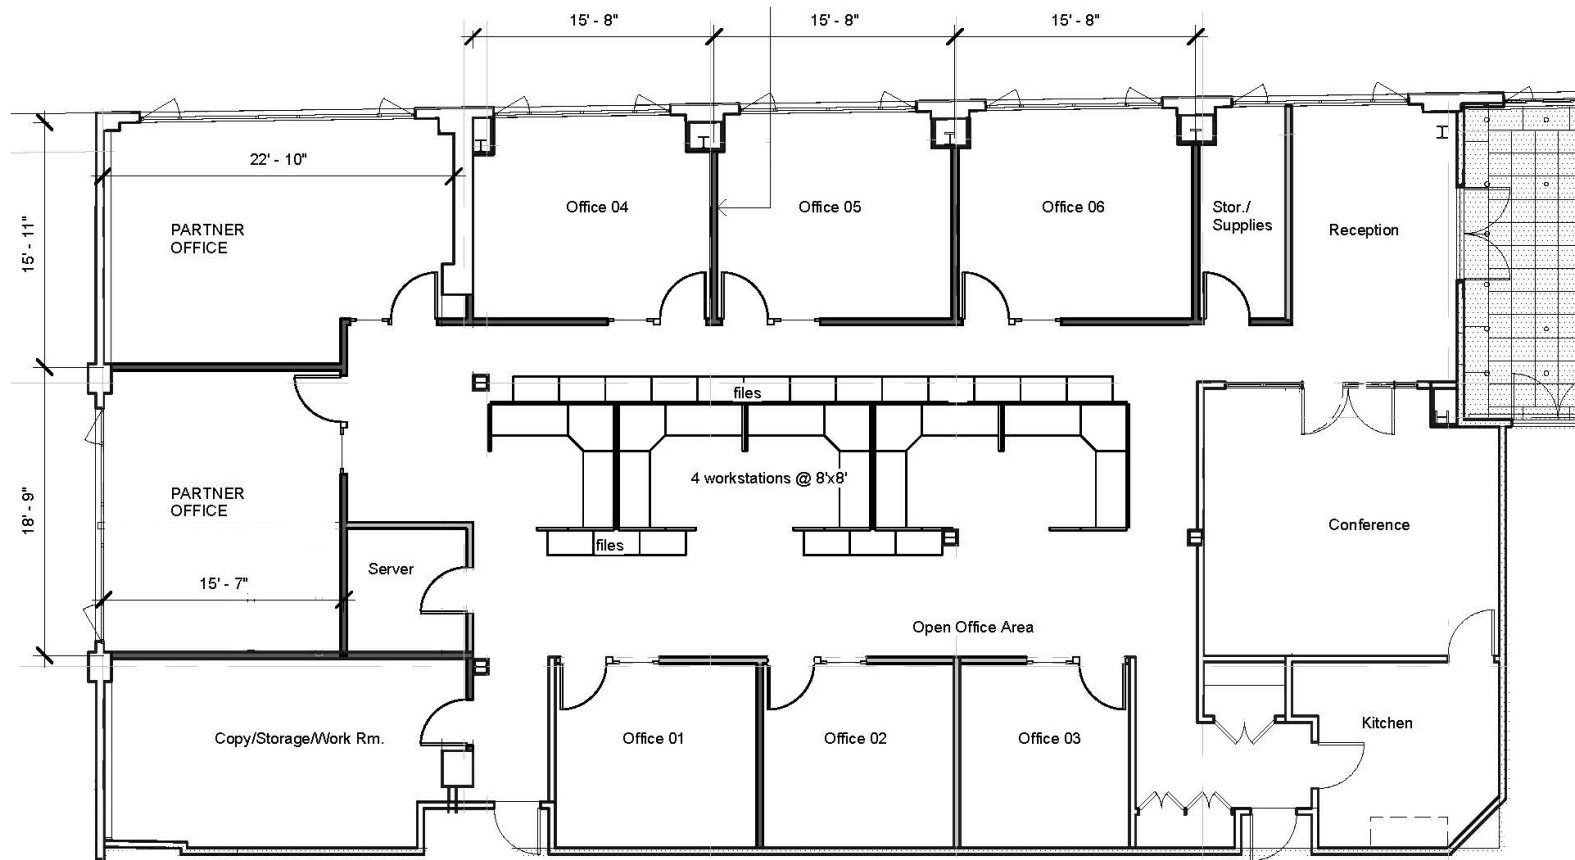 15' - 8"
15' - 8"
15' - 8"
22' - 10"
15' - 11"
PARTNER
OFFICE
Office 04
Office 05
Office 06
Stor./
Supplies
Reception
files
4 workstations @ 8'x8'
18' - 9"
PARTNER
OFFICE
Conference
files
Server
15' - 7"
Open Office Area
Copy/Storage/Work Rm.
Office 01
Office 02
Office 03
Kitchen